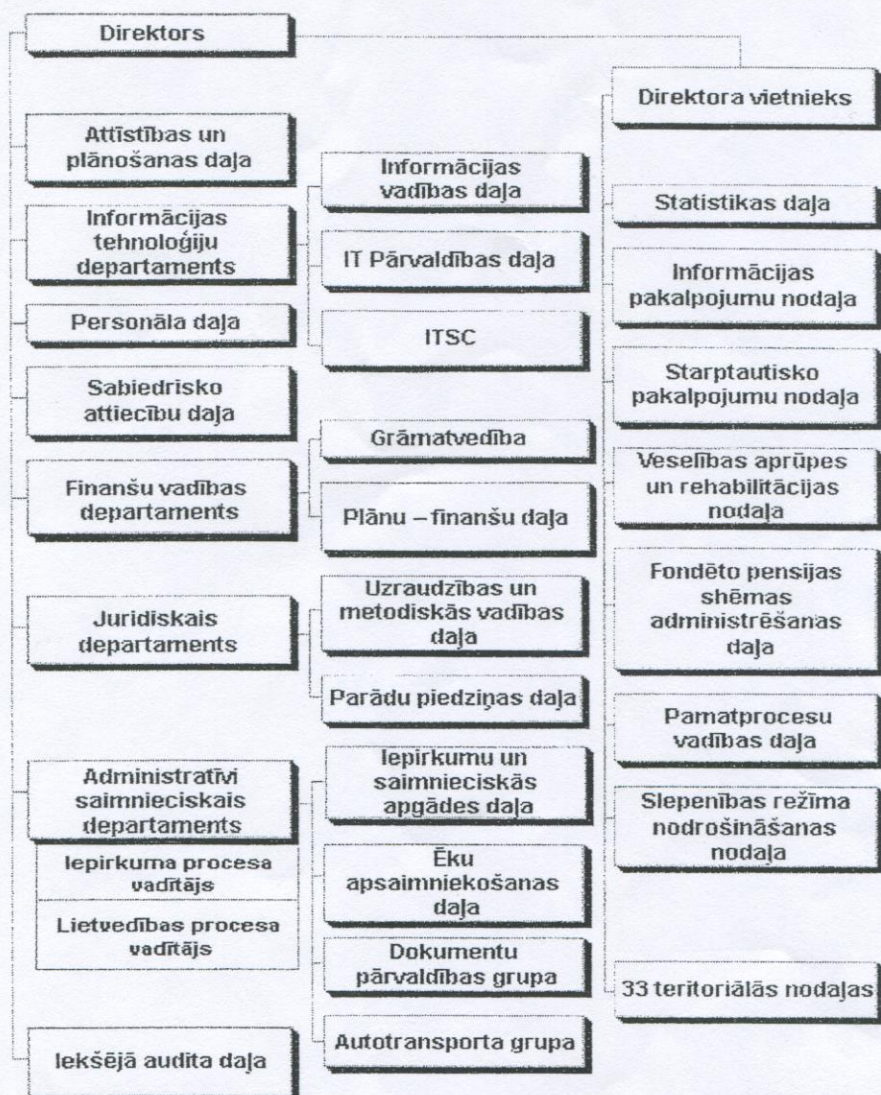 Direktors
Direktora vietnieks
Attīstības un
plānošanas daļa
Informācijas
tehnoloģiju
departaments
Personāla daļa
Sabiedrisko
attiecību daļa
Finanšu vadības
departaments
Juridiskais
departaments
Administratīvi
saimnieciskais
departaments
Iepirkuma procesa
vadītājs
Lietvedības procesa
vadītājs
Iekšējā audita daļa
Informācijas
vadības daļa
IT Pārvaldības daļa
ITSC
Grāmatvedība
Plānu – finanšu daļa
Uzraudzības un
metodiskās vadības
daļa
Parādu piedziņas daļa
Iepirkumu un
saimnieciskās
apgādes daļa
Ēku
apsaimniekošanas
daļa
Dokumentu
pārvaldības grupa
Autotransporta grupa
Statistikas daļa
Informācijas
pakalpojumu nodaļa
Starptautisko
pakalpojumu nodaļa
Veselības aprūpes
un rehabilitācijas
nodaļa
Fondēto pensijas
shēmas
administrēšanas
daļa
Pamatprocesu
vadības daļa
Slepenības režīma
nodrošināšanas
nodaļa
33 teritoriālās nodaļas